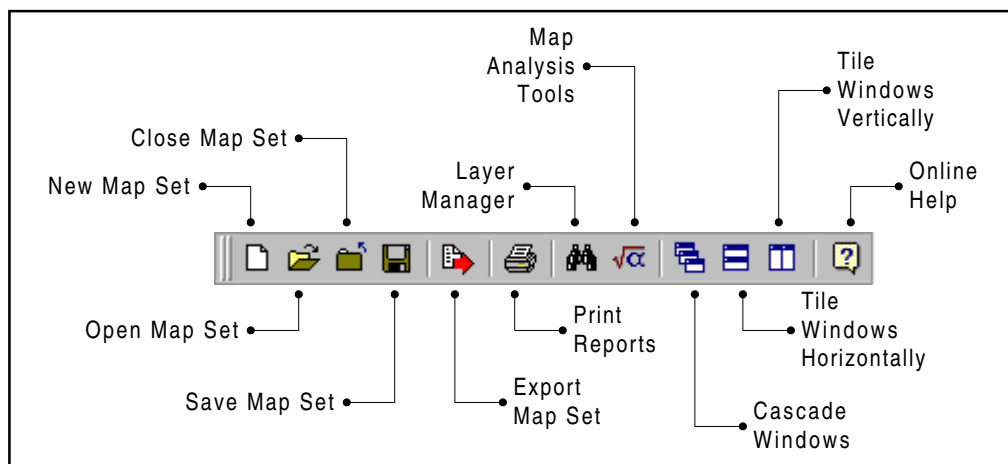 Map
Analysis
Tools
Tile
Windows
Vertically
Close Map Set
New Map Set
Layer
Manager
Online
Help
√α
?
Open Map Set
Print
Reports
Tile
Windows
Horizontally
Save Map Set
Export
Map Set
Cascade
Windows